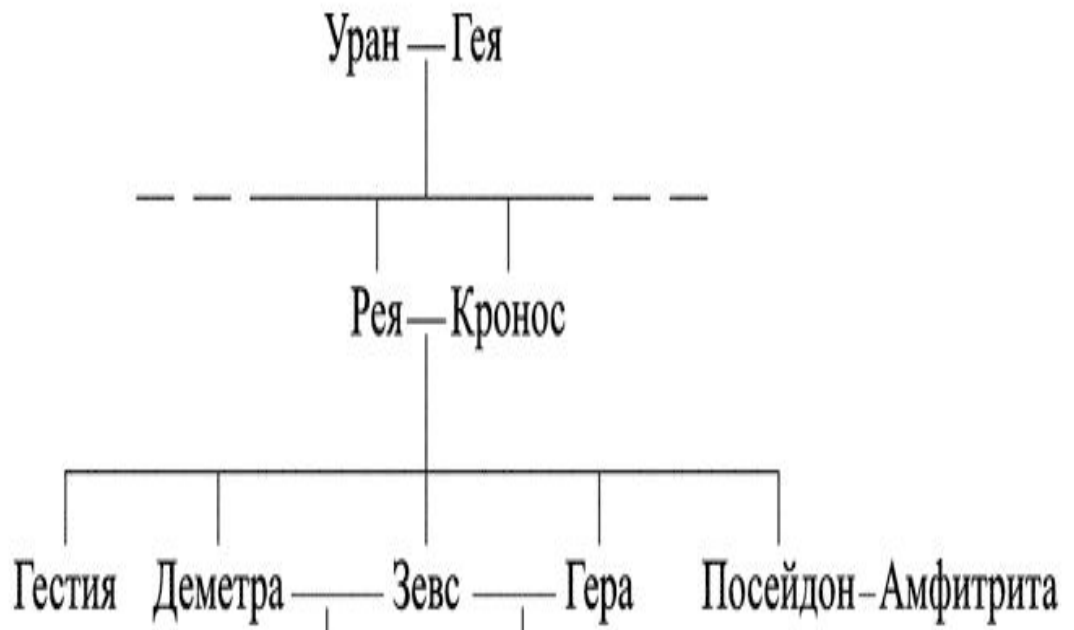 Уран — Гея
Рея — Кронос
Гестия Деметра — Зевс — Гера Посейдон – Амфитрита